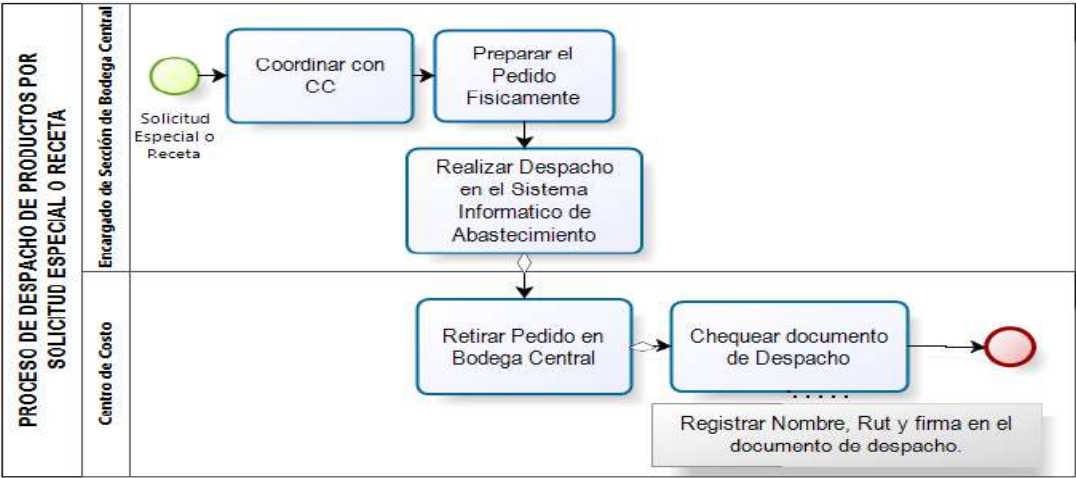 PROCESO DE DESPACHO DE PRODUCTOS POR
SOLICITUD ESPECIAL O RECETA
Encargado de Sección de Bodega Central
Solicitud
Especial o
Receta
Coordinar con
CC
Preparar el
Pedido
Fisicamente
Realizar Despacho
en el Sistema
Informatico de
Abastecimiento
Centro de Costo
Retirar Pedido en
Bodega Central
Chequear documento
de Despacho
Registrar Nombre, Rut y firma en el
documento de despacho.